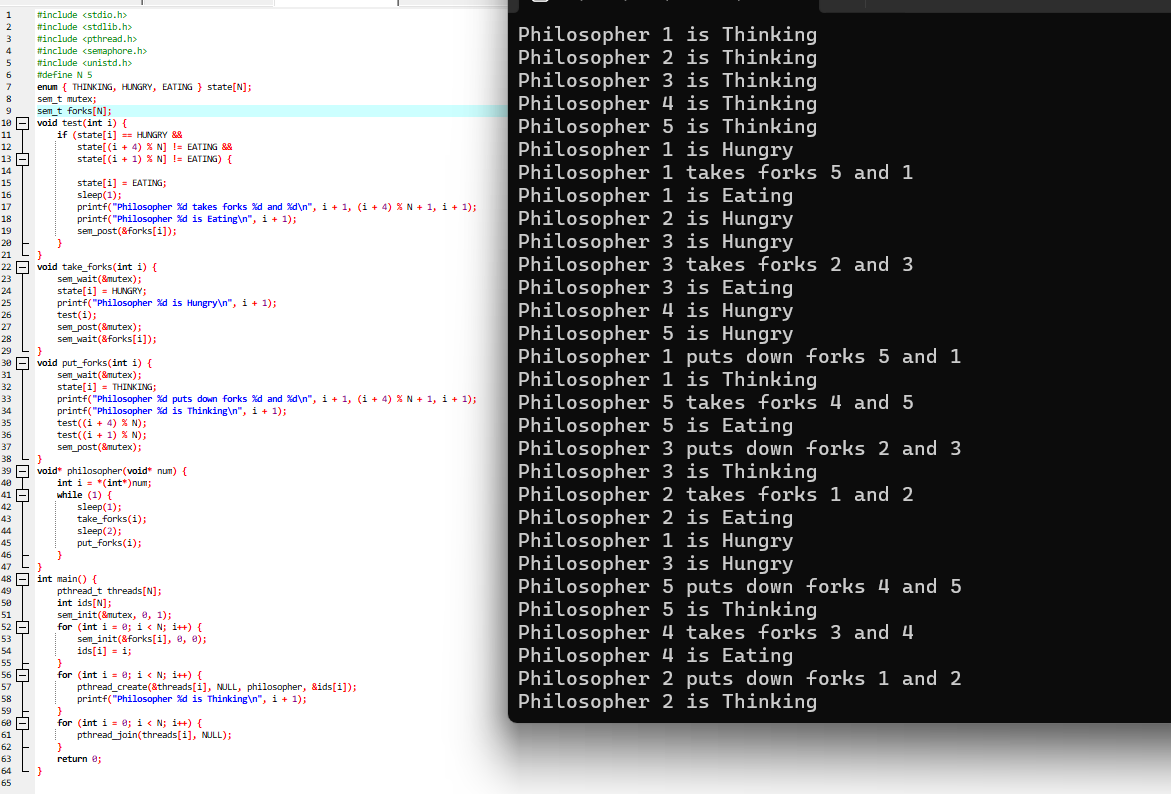 1 #include <stdio.h>
2 #include <stdlib.h>
3 #include <pthread.h>
4 #include <semaphore.h>
5 #include <unistd.h>
6 #define N 5
7 enum { THINKING, HUNGRY, EATING } state[N];
8 sem_t mutex;
9 sem_t forks[N];
10 void test(int i) {
11     if (state[i] == HUNGRY &&
12         state[(i + 4) % N] != EATING &&
13         state[(i + 1) % N] != EATING) {
14
15         state[i] = EATING;
16         sleep(1);
17         printf("Philosopher %d takes forks %d and %d\n", i + 1, (i + 4) % N + 1, i + 1);
18         printf("Philosopher %d is Eating\n", i + 1);
19         sem_post(&forks[i]);
20     }
21 }
22 void take_forks(int i) {
23     sem_wait(&mutex);
24     state[i] = HUNGRY;
25     printf("Philosopher %d is Hungry\n", i + 1);
26     test(i);
27     sem_post(&mutex);
28     sem_wait(&forks[i]);
29 }
30 void put_forks(int i) {
31     sem_wait(&mutex);
32     state[i] = THINKING;
33     printf("Philosopher %d puts down forks %d and %d\n", i + 1, (i + 4) % N + 1, i + 1);
34     printf("Philosopher %d is Thinking\n", i + 1);
35     test((i + 4) % N);
36     test((i + 1) % N);
37     sem_post(&mutex);
38 }
39 void* philosopher(void* num) {
40     int i = *(int*)num;
41     while (1) {
42         sleep(1);
43         take_forks(i);
44         sleep(2);
45         put_forks(i);
46     }
47 }
48 int main() {
49     pthread_t threads[N];
50     int ids[N];
51     sem_init(&mutex, 0, 1);
52     for (int i = 0; i < N; i++) {
53         sem_init(&forks[i], 0, 0);
54         ids[i] = i;
55     }
56     for (int i = 0; i < N; i++) {
57         pthread_create(&threads[i], NULL, philosopher, &ids[i]);
58         printf("Philosopher %d is Thinking\n", i + 1);
59     }
60     for (int i = 0; i < N; i++) {
61         pthread_join(threads[i], NULL);
62     }
63     return 0;
64 }
65
Philosopher 1 is Thinking
Philosopher 2 is Thinking
Philosopher 3 is Thinking
Philosopher 4 is Thinking
Philosopher 5 is Thinking
Philosopher 1 is Hungry
Philosopher 1 takes forks 5 and 1
Philosopher 1 is Eating
Philosopher 2 is Hungry
Philosopher 3 is Hungry
Philosopher 3 takes forks 2 and 3
Philosopher 3 is Eating
Philosopher 4 is Hungry
Philosopher 5 is Hungry
Philosopher 1 puts down forks 5 and 1
Philosopher 1 is Thinking
Philosopher 5 takes forks 4 and 5
Philosopher 5 is Eating
Philosopher 3 puts down forks 2 and 3
Philosopher 3 is Thinking
Philosopher 2 takes forks 1 and 2
Philosopher 2 is Eating
Philosopher 1 is Hungry
Philosopher 3 is Hungry
Philosopher 5 puts down forks 4 and 5
Philosopher 5 is Thinking
Philosopher 4 takes forks 3 and 4
Philosopher 4 is Eating
Philosopher 2 puts down forks 1 and 2
Philosopher 2 is Thinking